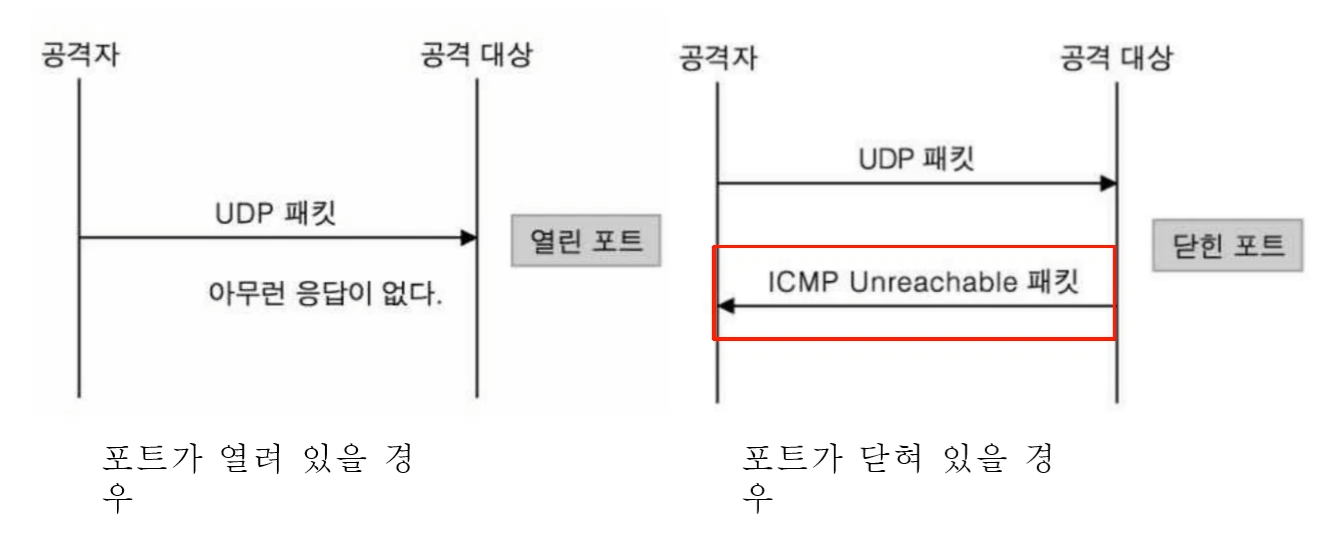 공격자
공격 대상
UDP 패킷
열린 포트
아무런 응답이 없다.
포트가 열려 있을 경
우
공격자
공격 대상
UDP 패킷
닫힌 포트
ICMP Unreachable 패킷
포트가 닫혀 있을 경
우